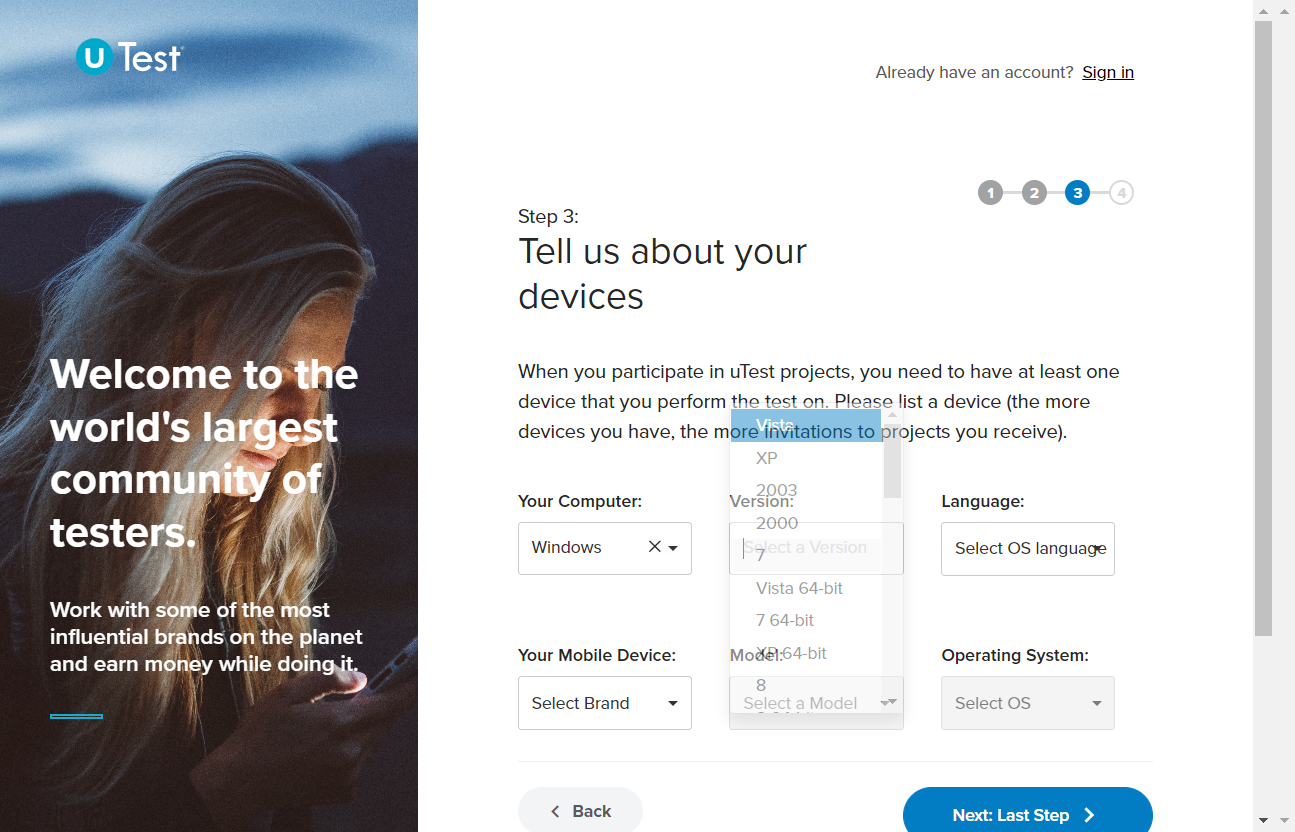 U Test
Already have an account? Sign in
1 2 3 4
Step 3:
Tell us about your
devices
Welcome to the
world's largest
community of
testers.
Work with some of the most
influential brands on the planet
and earn money while doing it.
When you participate in uTest projects, you need to have at least one
device that you perform the test on. Please list a device (the more
devices you have, the more invitations to projects you receive).
Your Computer:
Windows
Version:
Select a Version
Vista
XP
2003
2000
7
Vista 64-bit
7 64-bit
XP 64-bit
8
Language:
Select OS language
Your Mobile Device:
Select Brand
Model:
Select a Model
Operating System:
Select OS
Back
Next: Last Step